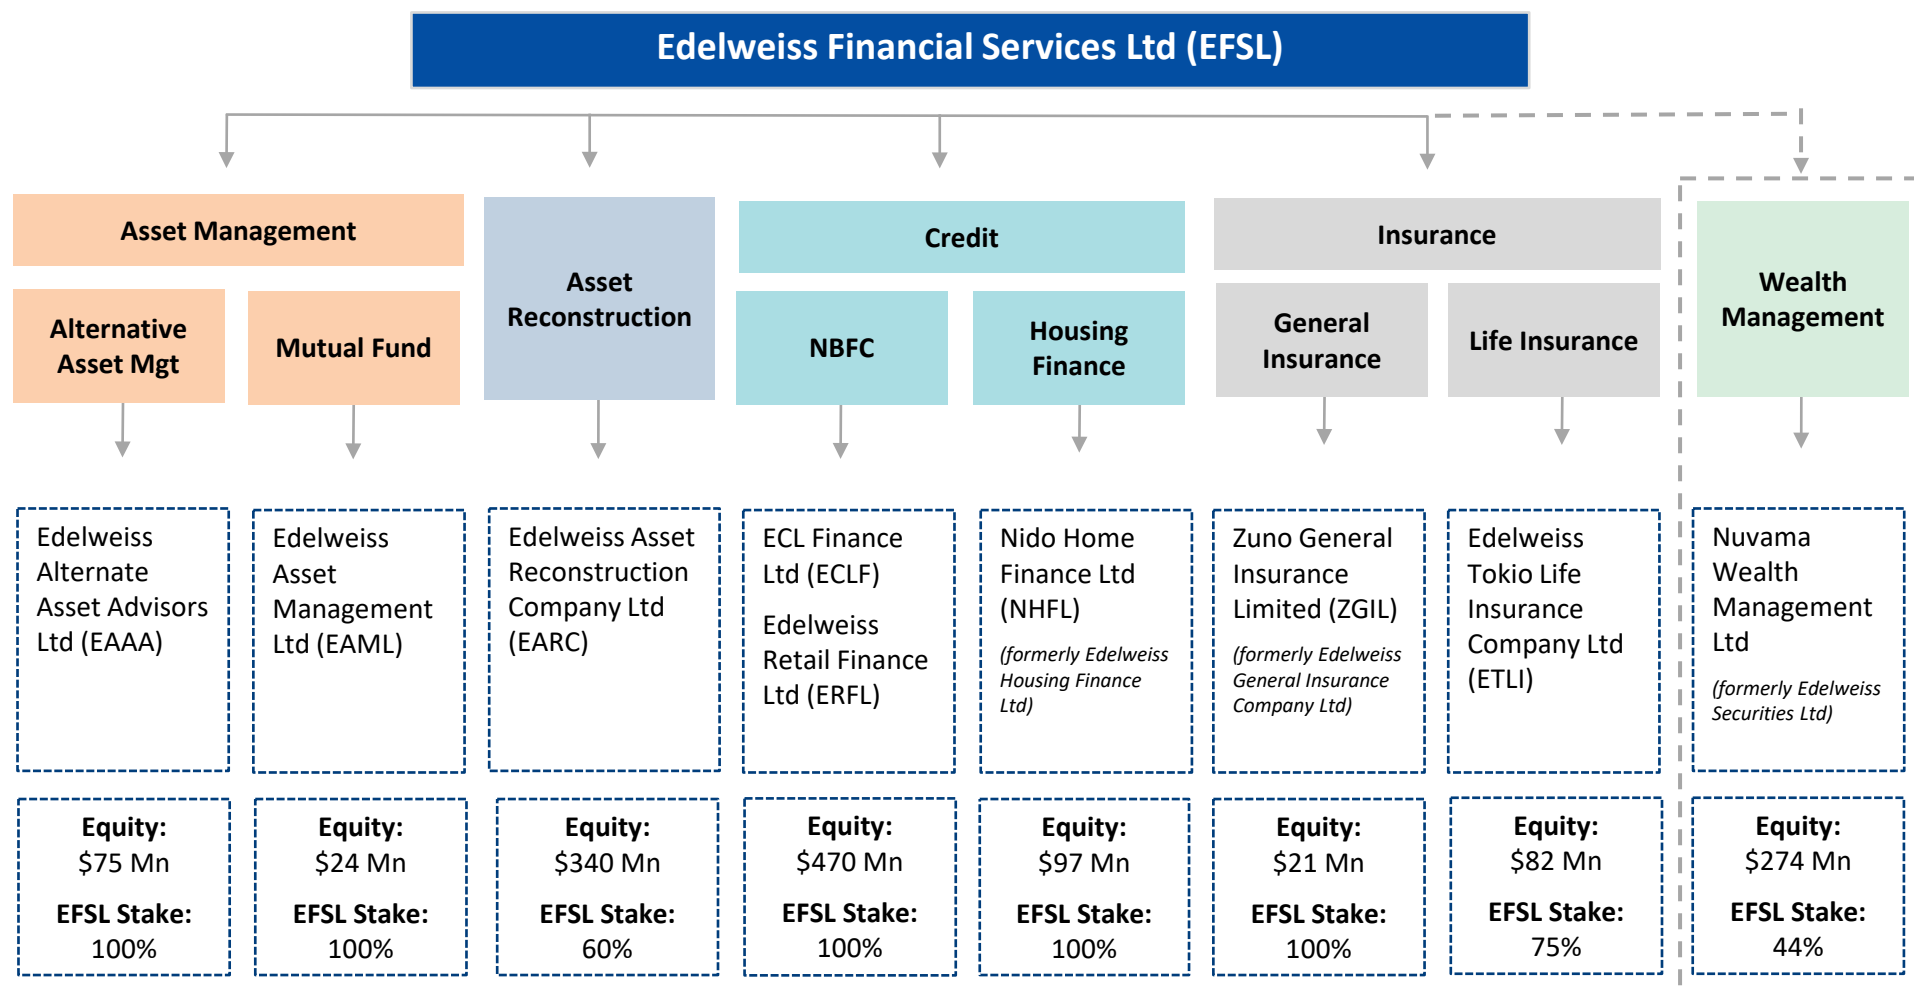 Edelweiss Financial Services Ltd (EFSL)
Asset Management
Alternative
Asset Mgt
Mutual Fund
Asset
Reconstruction
Credit
NBFC
Housing
Finance
Insurance
General
Insurance
Life Insurance
Wealth
Management
Edelweiss
Alternate
Asset Advisors
Ltd (EAAA)
Edelweiss
Asset
Management
Ltd (EAML)
Edelweiss Asset
Reconstruction
Company Ltd
(EARC)
ECL Finance
Ltd (ECLF)
Edelweiss
Retail Finance
Ltd (ERFL)
Nido Home
Finance Ltd
(NHFL)
(formerly Edelweiss
Housing Finance
Ltd)
Zuno General
Insurance
Limited (ZGIL)
(formerly Edelweiss
General Insurance
Company Ltd)
Edelweiss
Tokio Life
Insurance
Company Ltd
(ETLI)
Nuvama
Wealth
Management
Ltd
(formerly Edelweiss
Securities Ltd)
Equity:
$75 Mn
EFSL Stake:
100%
Equity:
$24 Mn
EFSL Stake:
100%
Equity:
$340 Mn
EFSL Stake:
60%
Equity:
$470 Mn
EFSL Stake:
100%
Equity:
$97 Mn
EFSL Stake:
100%
Equity:
$21 Mn
EFSL Stake:
100%
Equity:
$82 Mn
EFSL Stake:
75%
Equity:
$274 Mn
EFSL Stake:
44%